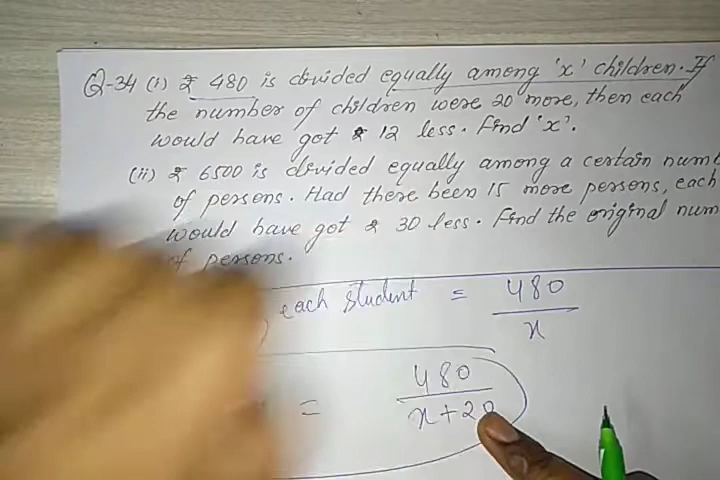 Q-34 (i) ₹ 480 is divided equally among 'x' children. If
the number of children were 20 more, then each
would have got ₹ 12 less. Find 'x'.
(ii) ₹ 6500 is divided equally among a certain num
of persons. Had there been 15 more persons, each
would have got ₹ 30 less. Find the original num
of persons.
each student = 480/x
= 480/x+20